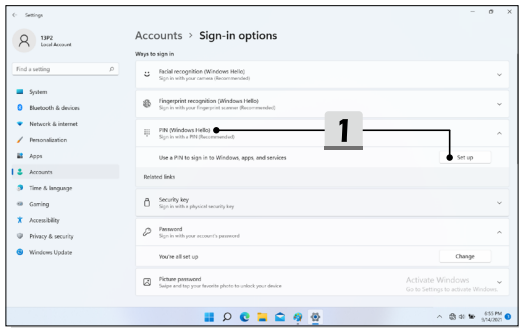 Settings
13P2
Local Account
Find a setting
System
Bluetooth & devices
Network & internet
Personalization
Apps
Accounts
Time & language
Gaming
Accessibility
Privacy & security
Windows Update
Accounts > Sign-in options
Ways to sign in
Facial recognition (Windows Hello)
Sign in with your camera (Recommended)
Fingerprint recognition (Windows Hello)
Sign in with your fingerprint scanner (Recommended)
PIN (Windows Hello)
Sign in with a PIN (Recommended)
1
Use a PIN to sign in to Windows, apps, and services
Set up
Related links
Security key
Sign in with a physical security key
Password
Sign in with your account's password
You're all set up
Change
Picture password
Swipe and tap your favorite photo to unlock your device
Activate Windows
Go to Settings to activate Windows.
6:55 PM
9/14/2021